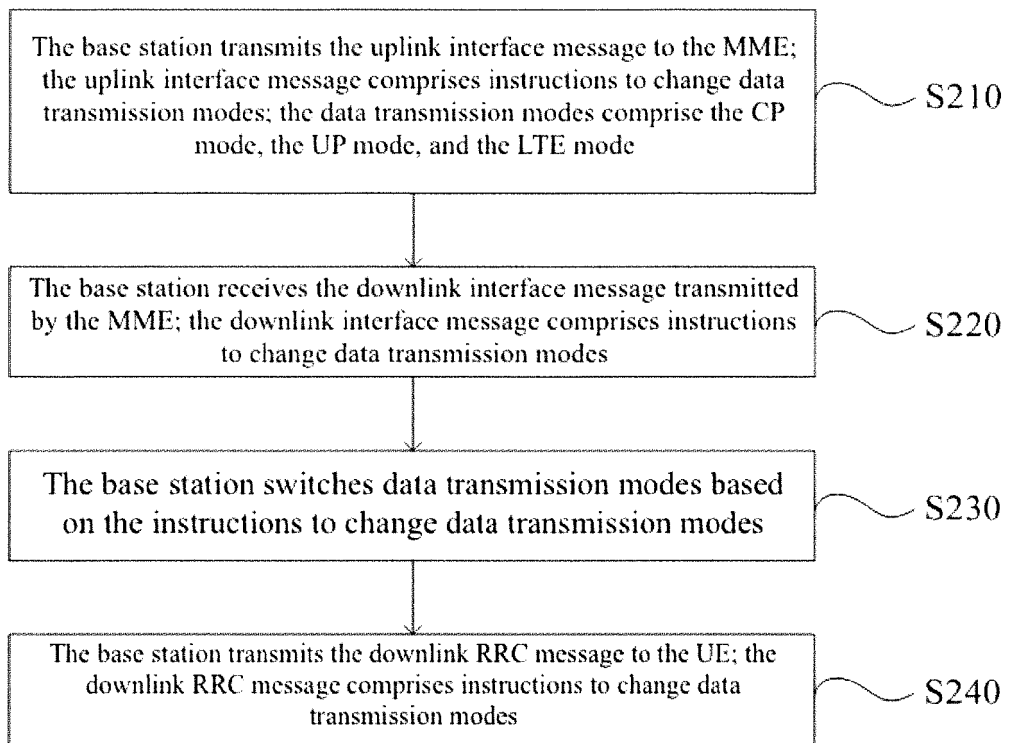 The base station transmits the uplink interface message to the MME;
the uplink interface message comprises instructions to change data
transmission modes; the data transmission modes comprise the CP
mode, the UP mode, and the LTE mode
S210
The base station receives the downlink interface message transmitted
by the MME; the downlink interface message comprises instructions
to change data transmission modes
S220
The base station switches data transmission modes based
on the instructions to change data transmission modes
S230
The base station transmits the downlink RRC message to the UE; the
downlink RRC message comprises instructions to change data
transmission modes
S240